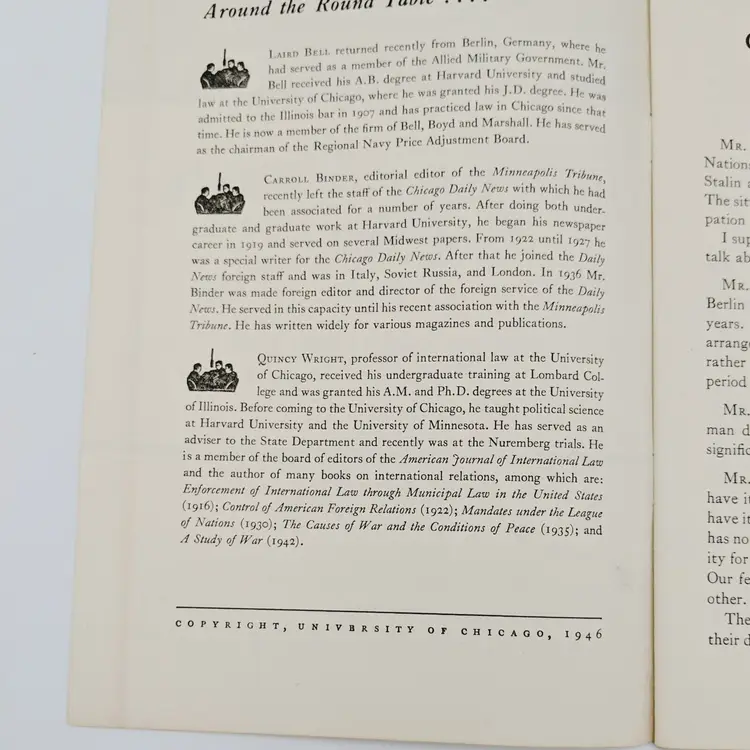 Around the Round Table . . . .
LAIRD BELL returned recently from Berlin, Germany, where he
had served as a member of the Allied Military Government. Mr.
Bell received his A.B. degree at Harvard University and studied
law at the University of Chicago, where he was granted his J.D. degree. He was
admitted to the Illinois bar in 1907 and has practiced law in Chicago since that
time. He is now a member of the firm of Bell, Boyd and Marshall. He has served
as the chairman of the Regional Navy Price Adjustment Board.
CARROLL BINDER, editorial editor of the Minneapolis Tribune,
recently left the staff of the Chicago Daily News with which he had
been associated for a number of years. After doing both under-
graduate and graduate work at Harvard University, he began his newspaper
career in 1919 and served on several Midwest papers. From 1922 until 1927 he
was a special writer for the Chicago Daily News. After that he joined the Daily
News foreign staff and was in Italy, Soviet Russia, and London. In 1936 Mr.
Binder was made foreign editor and director of the foreign service of the Daily
News. He served in this capacity until his recent association with the Minneapolis
Tribune. He has written widely for various magazines and publications.
QUINCY WRIGHT, professor of international law at the University
of Chicago, received his undergraduate training at Lombard Col-
lege and was granted his A.M. and Ph.D. degrees at the University
of Illinois. Before coming to the University of Chicago, he taught political science
at Harvard University and the University of Minnesota. He has served as an
adviser to the State Department and recently was at the Nuremberg trials. He
is a member of the board of editors of the American Journal of International Law
and the author of many books on international relations, among which are:
Enforcement of International Law through Municipal Law in the United States
(1916); Control of American Foreign Relations (1922); Mandates under the League
of Nations (1930); The Causes of War and the Conditions of Peace (1935); and
A Study of War (1942).
COPYRIGHT, UNIVERSITY OF CHICAGO, 1946
MR.
Nations
Stalin
The
pation
I
talk
MR.
Berlin
years.
rather
period
MR.
man
MR.
have
have
has no
ity for
Our
other.
The
their